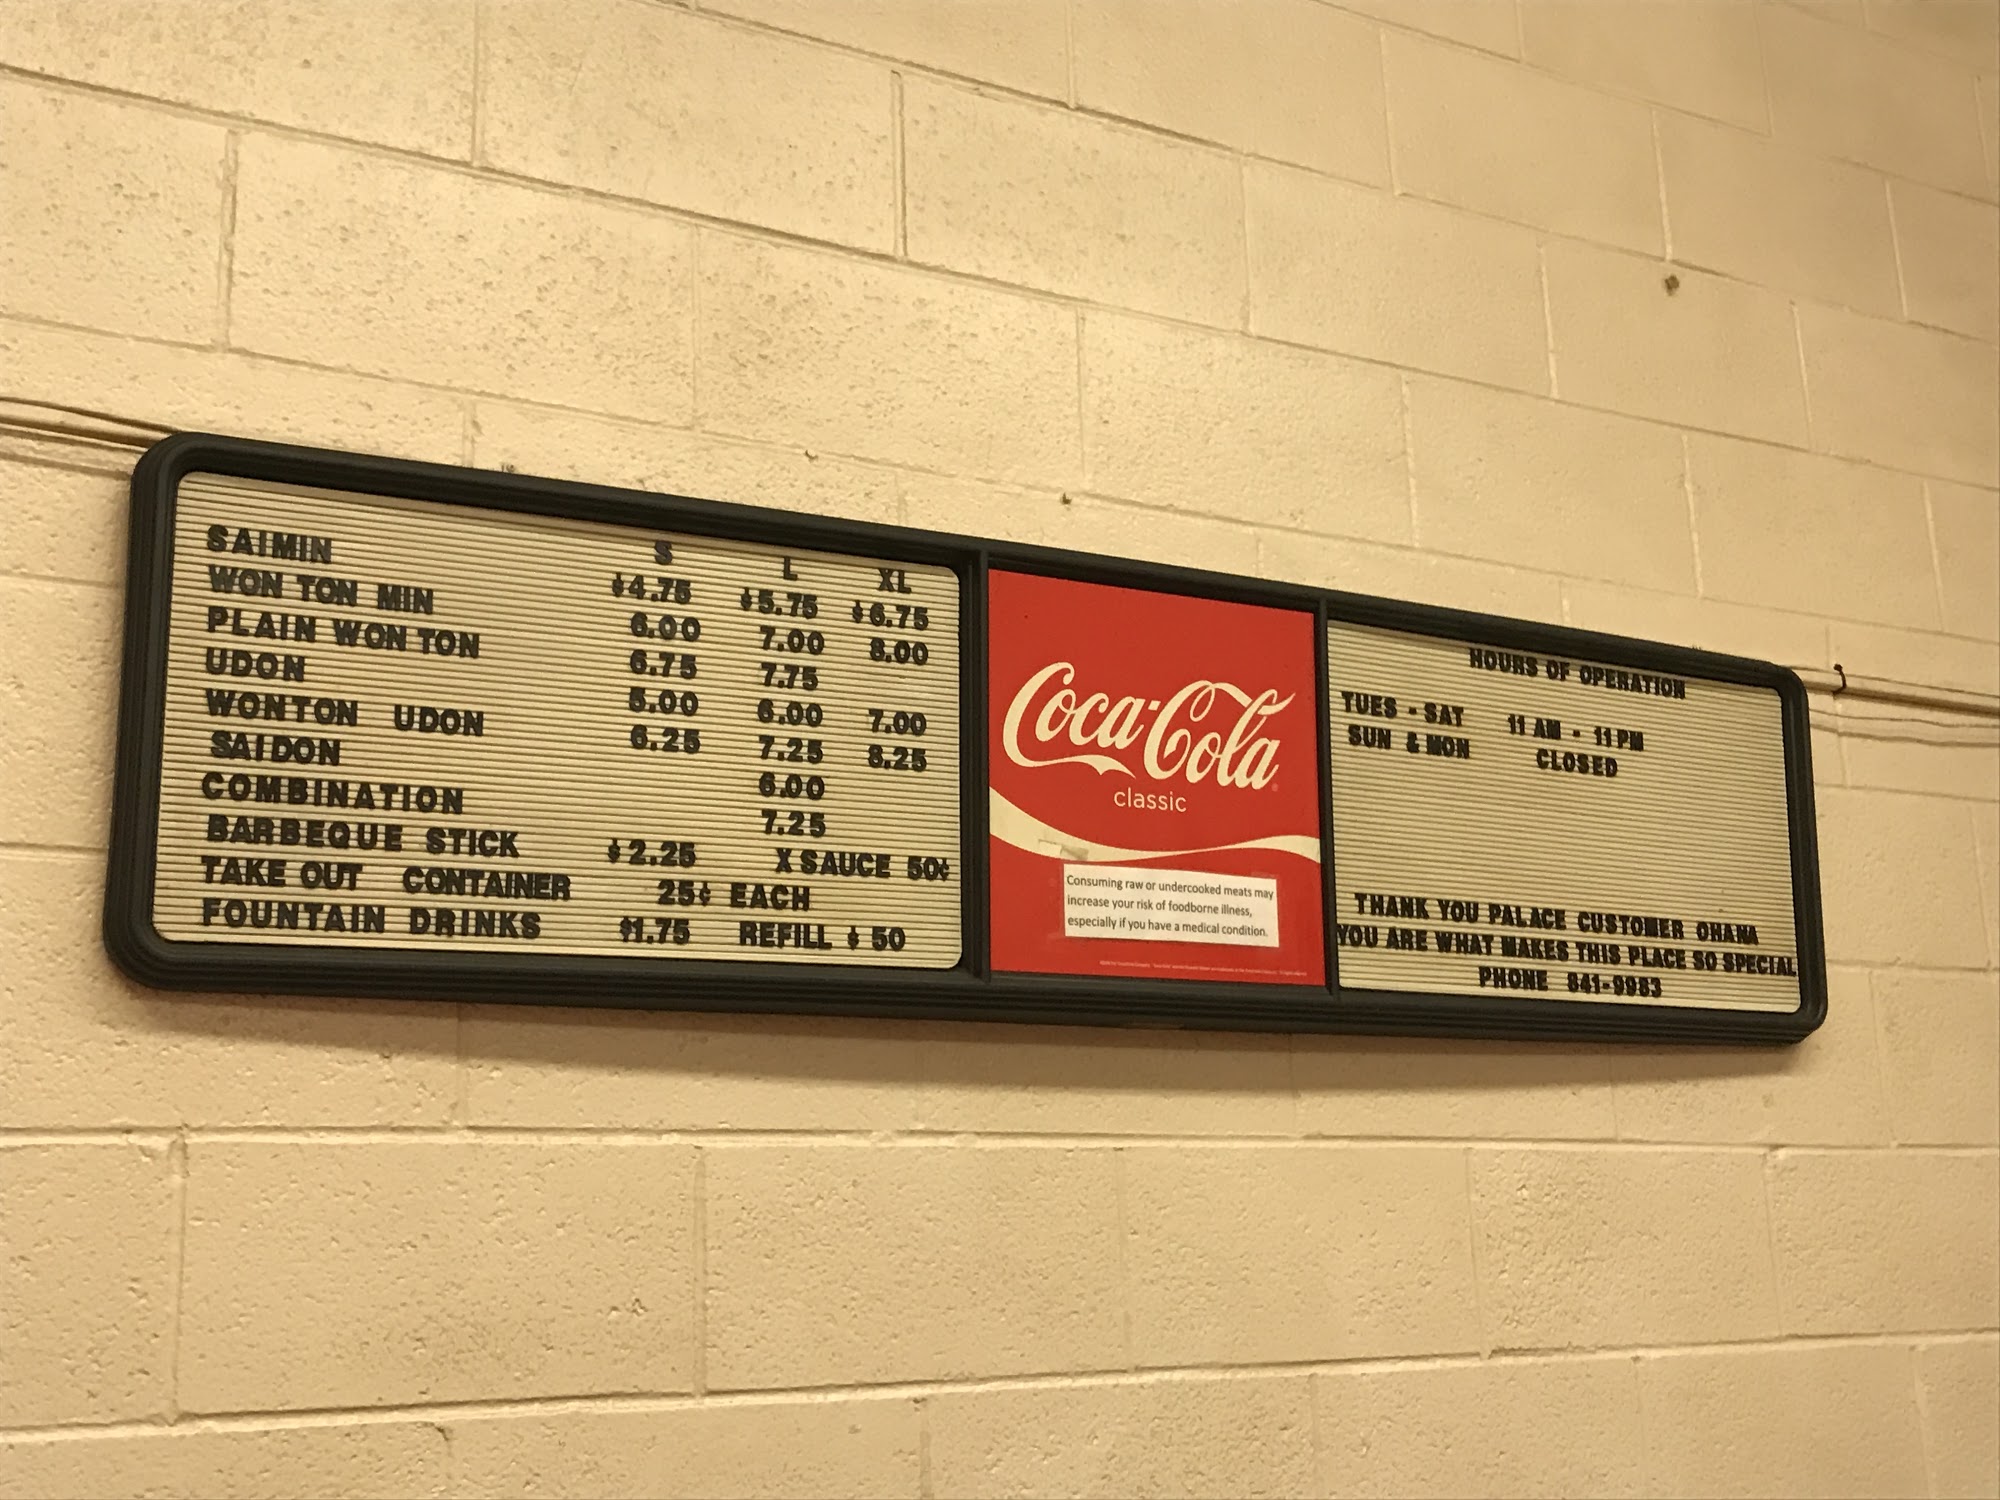 S L XL
SAIMIN $4.75 $5.75 $6.75
WON TON MIN 6.00 7.00 8.00
PLAIN WON TON 6.75 7.75
UDON 5.00 6.00 7.00
WONTON UDON 6.25 7.25 8.25
SAIDON 6.00
COMBINATION 7.25
BARBEQUE STICK $2.25 X SAUCE 50¢
TAKE OUT CONTAINER 25¢ EACH
FOUNTAIN DRINKS $1.75 REFILL $ 50
Coca-Cola
classic
Consuming raw or undercooked meats may
increase your risk of foodborne illness,
especially if you have a medical condition.
HOURS OF OPERATION
TUES - SAT 11 AM - 11 PM
SUN & MON CLOSED
THANK YOU PALACE CUSTOMER OHANA
YOU ARE WHAT MAKES THIS PLACE SO SPECIAL
PHONE 841-9983